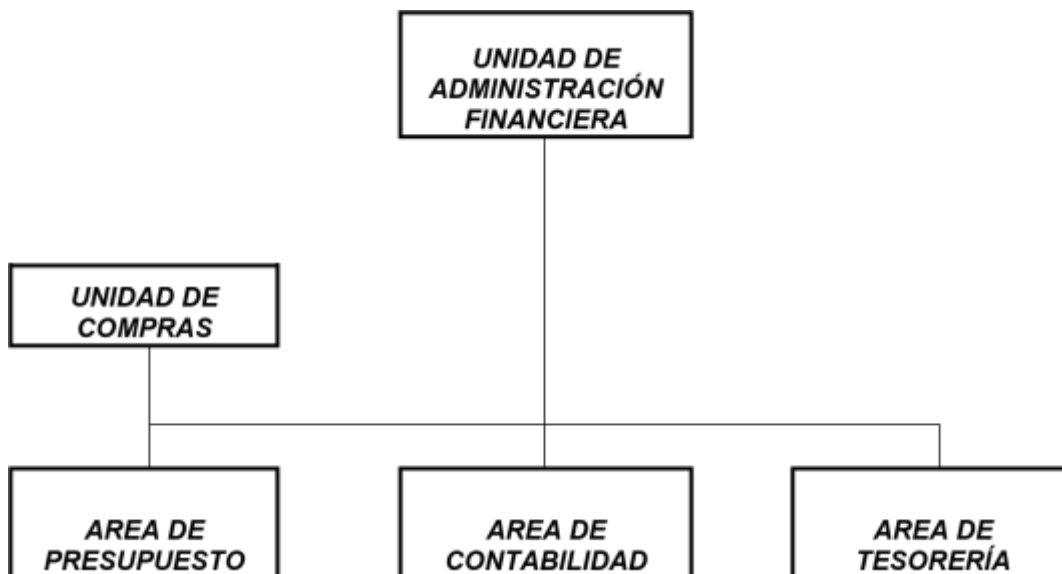 UNIDAD DE
ADMINISTRACIÓN
FINANCIERA
UNIDAD DE
COMPRAS
AREA DE
PRESUPUESTO
AREA DE
CONTABILIDAD
AREA DE
TESORERÍA